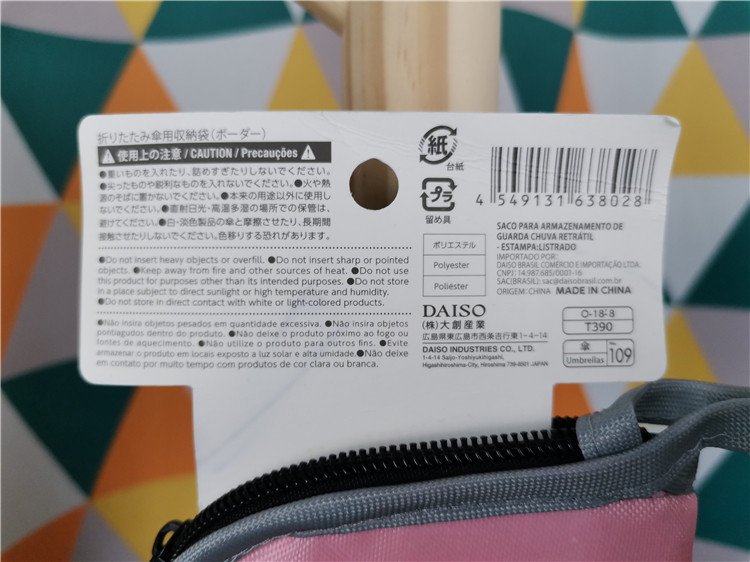 折りたたみ傘用収納袋(ボーダー)
使用上の注意 / CAUTION / Precauções
●重いものを入れたり、詰めすぎたりしないでください。
●尖ったものや鋭利なものを入れないでください。●火や熱
源のそばに置かないでください。●本来の用途以外に使用し
ないでください。●直射日光・高温多湿の場所での保管は、
避けてください。●白・淡色製品の傘と摩擦させたり、長期間
接触させたりしないでください。色移りする恐れがあります。
●Do not insert heavy objects or overfill. ●Do not insert sharp or pointed
objects. ●Keep away from fire and other sources of heat. ●Do not use
this product for purposes other than its intended purposes. ●Do not store
in a place subject to direct sunlight or high temperature and humidity.
●Do not store in direct contact with white or light-colored products.
●Não insira objetos pesados em quantidade excessiva. ●Não insira objetos
pontiagudos dentro do produto. ●Não deixe o produto próximo ao fogo ou
fontes de aquecimento. ●Não utilize o produto para outros fins. ●Evite
armazenar o produto em locais exposto a luz solar e alta umidade. ●Não deixe
em contato por muito tempo com produtos de cor clara ou branca.
紙
台紙
プラ
留め具
4 549131 638028
ポリエステル
Polyester
Poliéster
SACO PARA ARMAZENAMENTO DE
GUARDA CHUVA RETRÁTIL
- ESTAMPA:LISTRADO
IMPORTADO POR:
DAISO BRASIL COMÉRCIO E IMPORTAÇÃO LTDA.
CNPJ: 14.987.685/0001-16
SAC(BRASIL): sac@daisobrasil.com.br
ORIGEM: CHINA MADE IN CHINA
DAISO
(株)大創産業
広島県東広島市西条吉行東1-4-14
DAISO INDUSTRIES CO., LTD.
1-4-14 Saijo-Yoshiyukihigashi,
Higashihiroshima-City, Hiroshima,739-8501 JAPAN
O-18-8
T390
傘
Umbrellas
No. 109